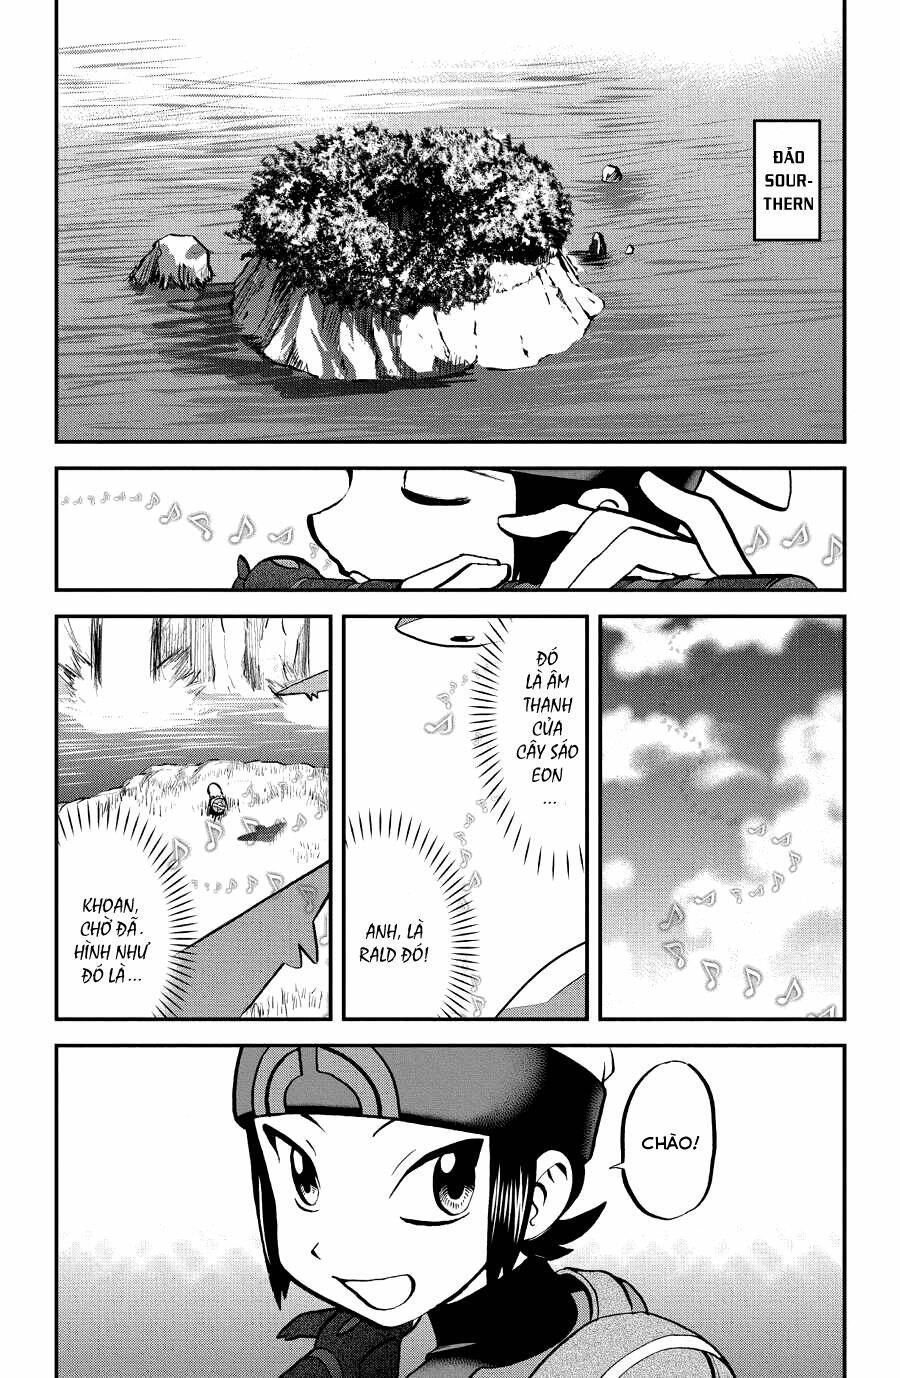 ĐẢO
SOUR-
THERN
ĐÓ
LÀ ÂM
THANH
CỦA
CÂY SÁO
EON
...
ANH, LÀ
RALD ĐÓ!
KHOAN,
CHỜ ĐÃ.
HÌNH NHƯ
ĐÓ LÀ...
CHÀO!